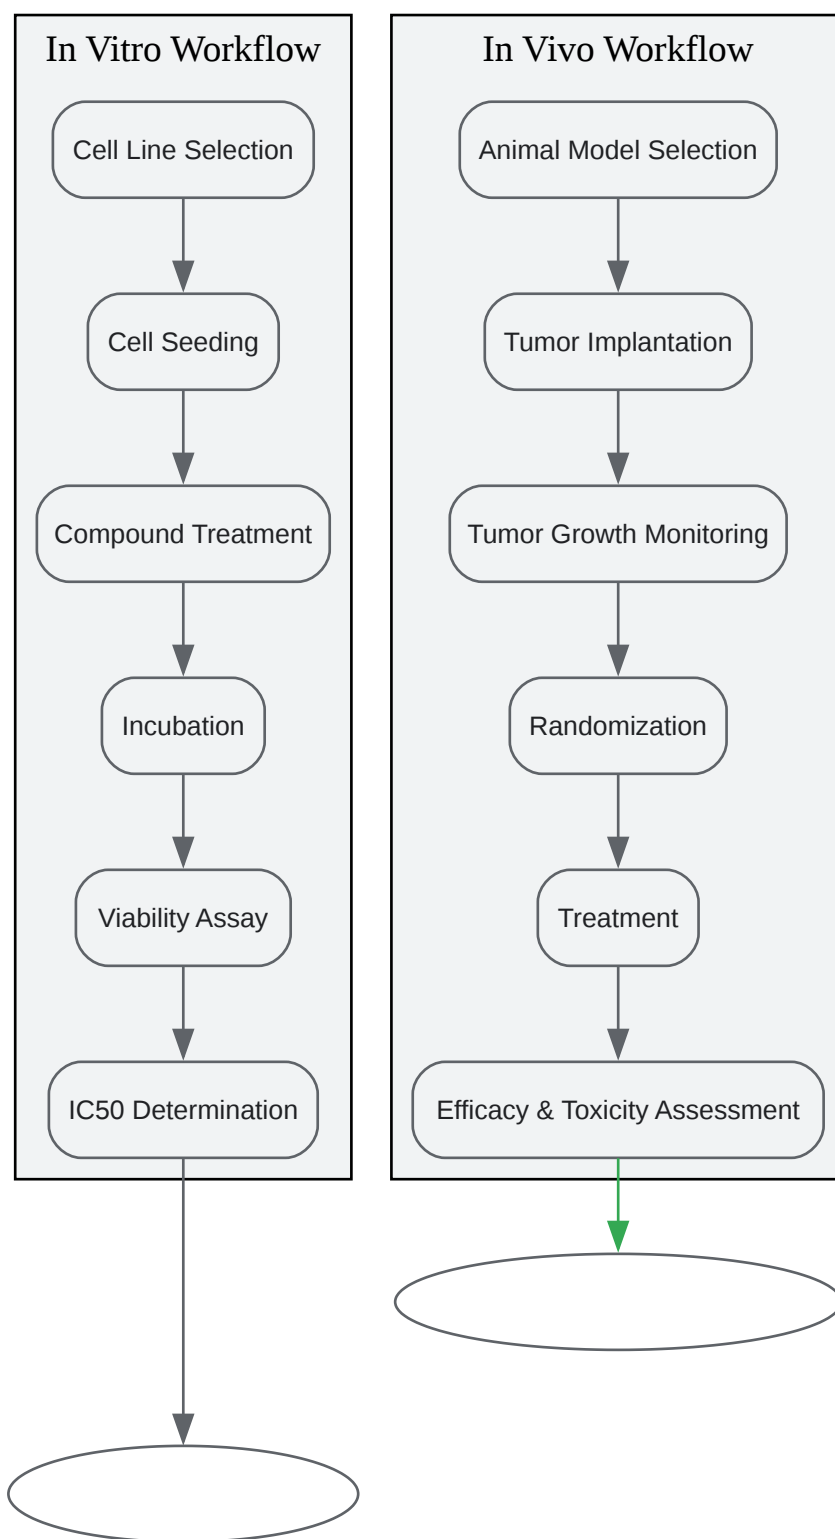 In Vitro Workflow
Cell Line Selection
Cell Seeding
Compound Treatment
Incubation
Viability Assay
IC50 Determination
In Vivo Workflow
Animal Model Selection
Tumor Implantation
Tumor Growth Monitoring
Randomization
Treatment
Efficacy & Toxicity Assessment